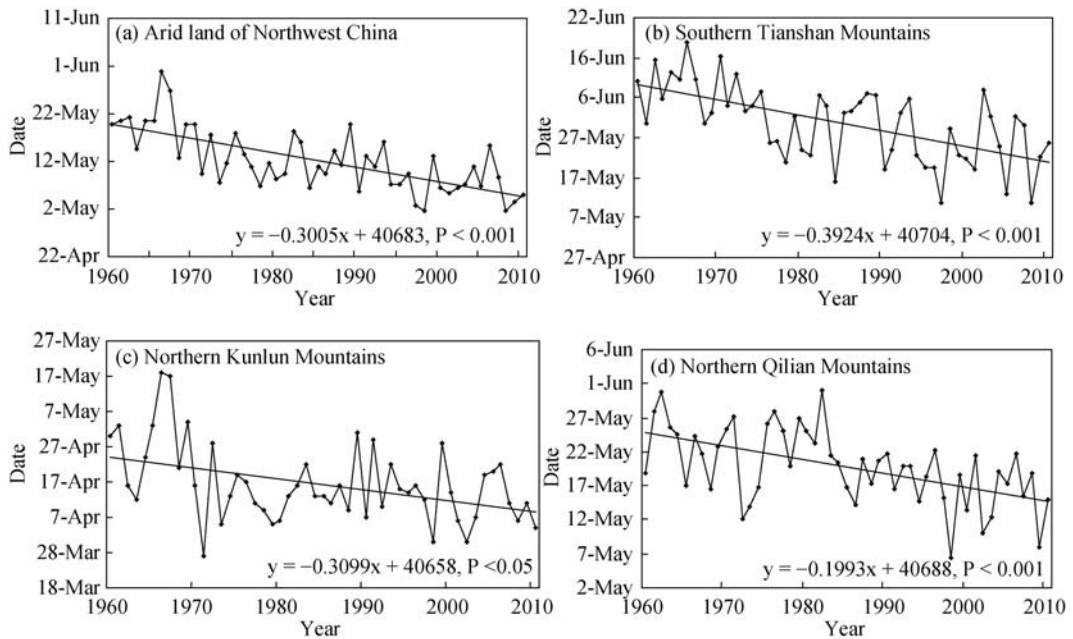 (a) Arid land of Northwest China
11-Jun
1-Jun
22-May
12-May
2-May
22-Apr
Date
y = −0.3005x + 40683, P < 0.001
1960 1970 1980 1990 2000 2010
Year
(b) Southern Tianshan Mountains
22-Jun
16-Jun
6-Jun
27-May
17-May
7-May
27-Apr
Date
y = −0.3924x + 40704, P < 0.001
1960 1970 1980 1990 2000 2010
Year
(c) Northern Kunlun Mountains
27-May
17-May
7-May
27-Apr
17-Apr
7-Apr
28-Mar
18-Mar
Date
y = −0.3099x + 40658, P <0.05
1960 1970 1980 1990 2000 2010
Year
(d) Northern Qilian Mountains
6-Jun
1-Jun
27-May
22-May
17-May
12-May
7-May
2-May
Date
y = −0.1993x + 40688, P < 0.001
1960 1970 1980 1990 2000 2010
Year